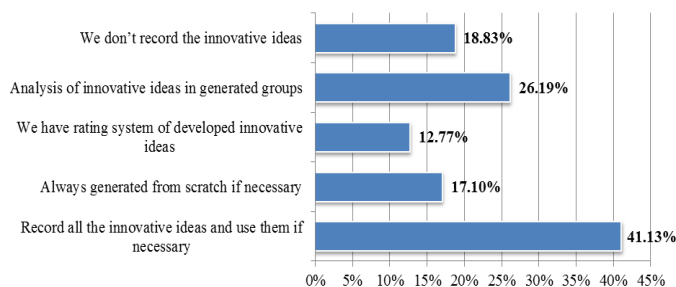 We don’t record the innovative ideas
18.83%
Analysis of innovative ideas in generated groups
26.19%
We have rating system of developed innovative
ideas
12.77%
Always generated from scratch if necessary
17.10%
Record all the innovative ideas and use them if
necessary
41.13%
0% 5% 10% 15% 20% 25% 30% 35% 40% 45%